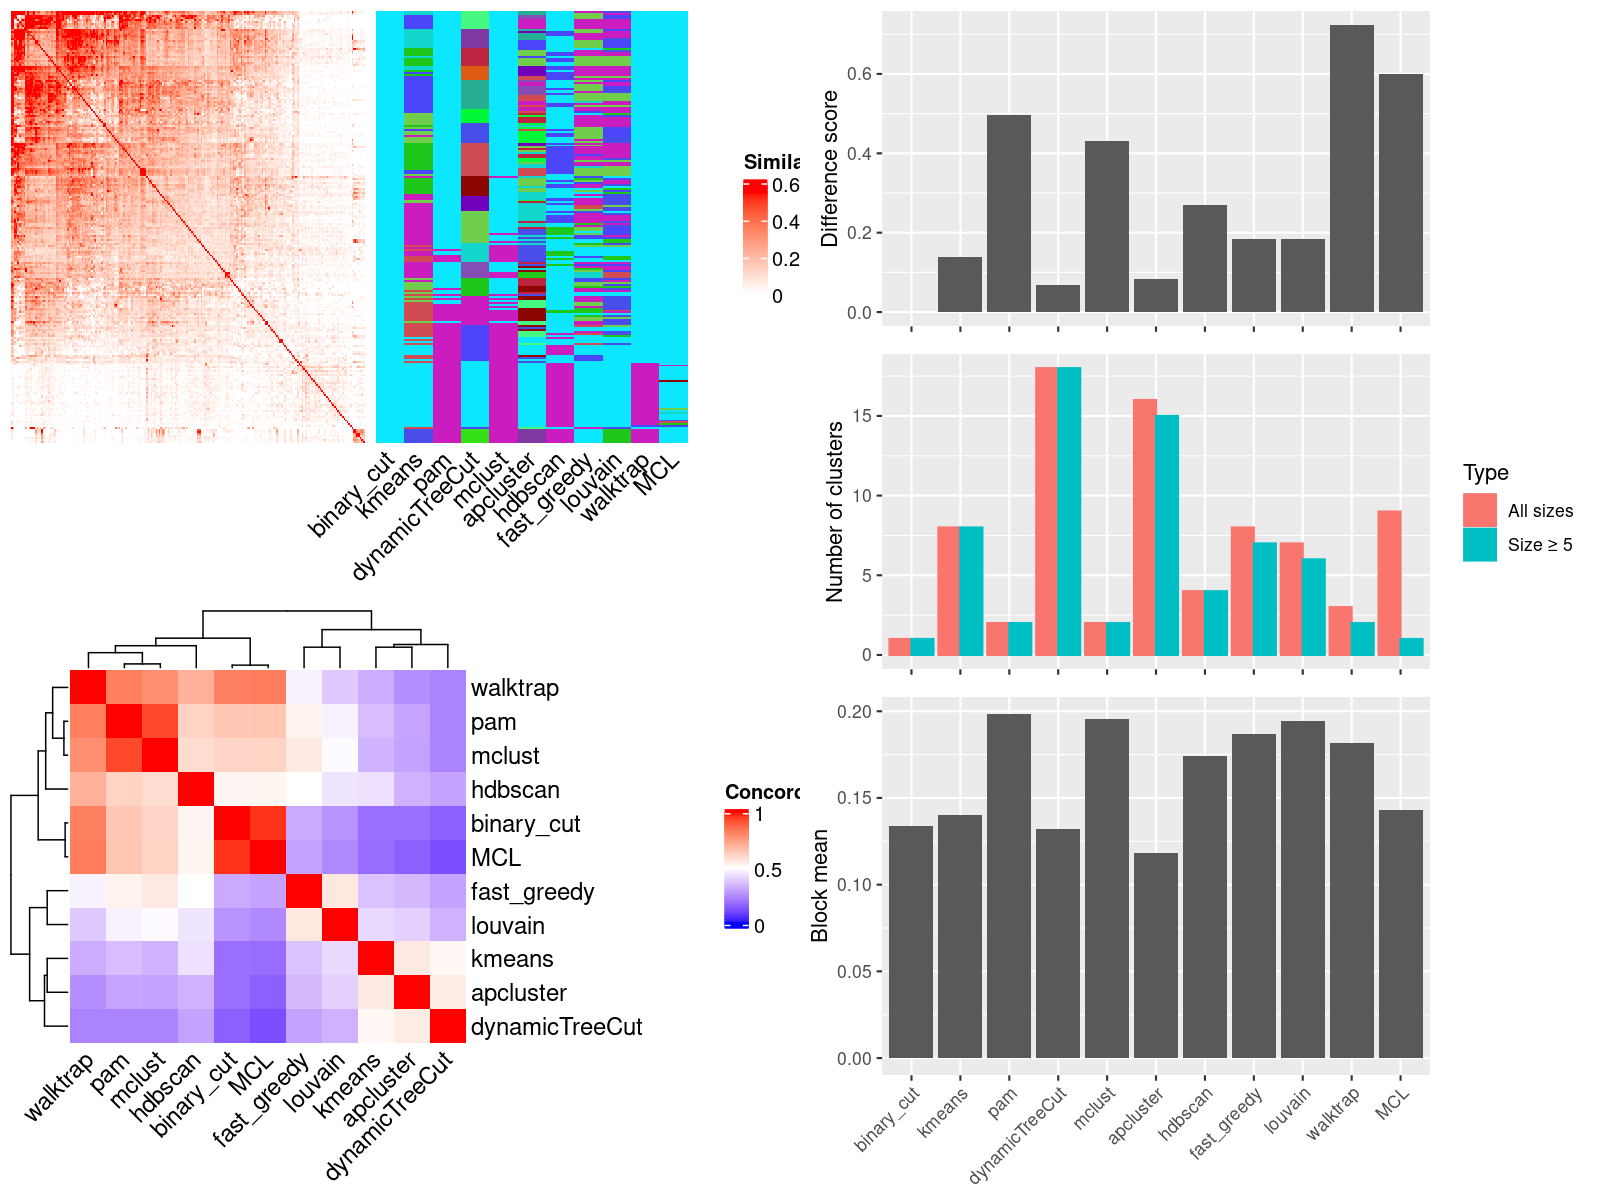 Simila
0.6
0.4
0.2
0
binary_cut
kmeans
pam
dynamicTreeCut
mclust
apcluster
hdbscan
fast_greedy
louvain
walktrap
MCL
walktrap
pam
mclust
hdbscan
binary_cut
MCL
fast_greedy
louvain
kmeans
apcluster
dynamicTreeCut
walktrap
pam
mclust
hdbscan
binary_cut
MCL
fast_greedy
louvain
kmeans
apcluster
dynamicTreeCut
Concord
1
0.5
0
Difference score
0.6
0.4
0.2
0.0
Number of clusters
15
10
5
0
Type
All sizes
Size ≥ 5
Block mean
0.20
0.15
0.10
0.05
0.00
binary_cut
kmeans
pam
dynamicTreeCut
mclust
apcluster
hdbscan
fast_greedy
louvain
walktrap
MCL